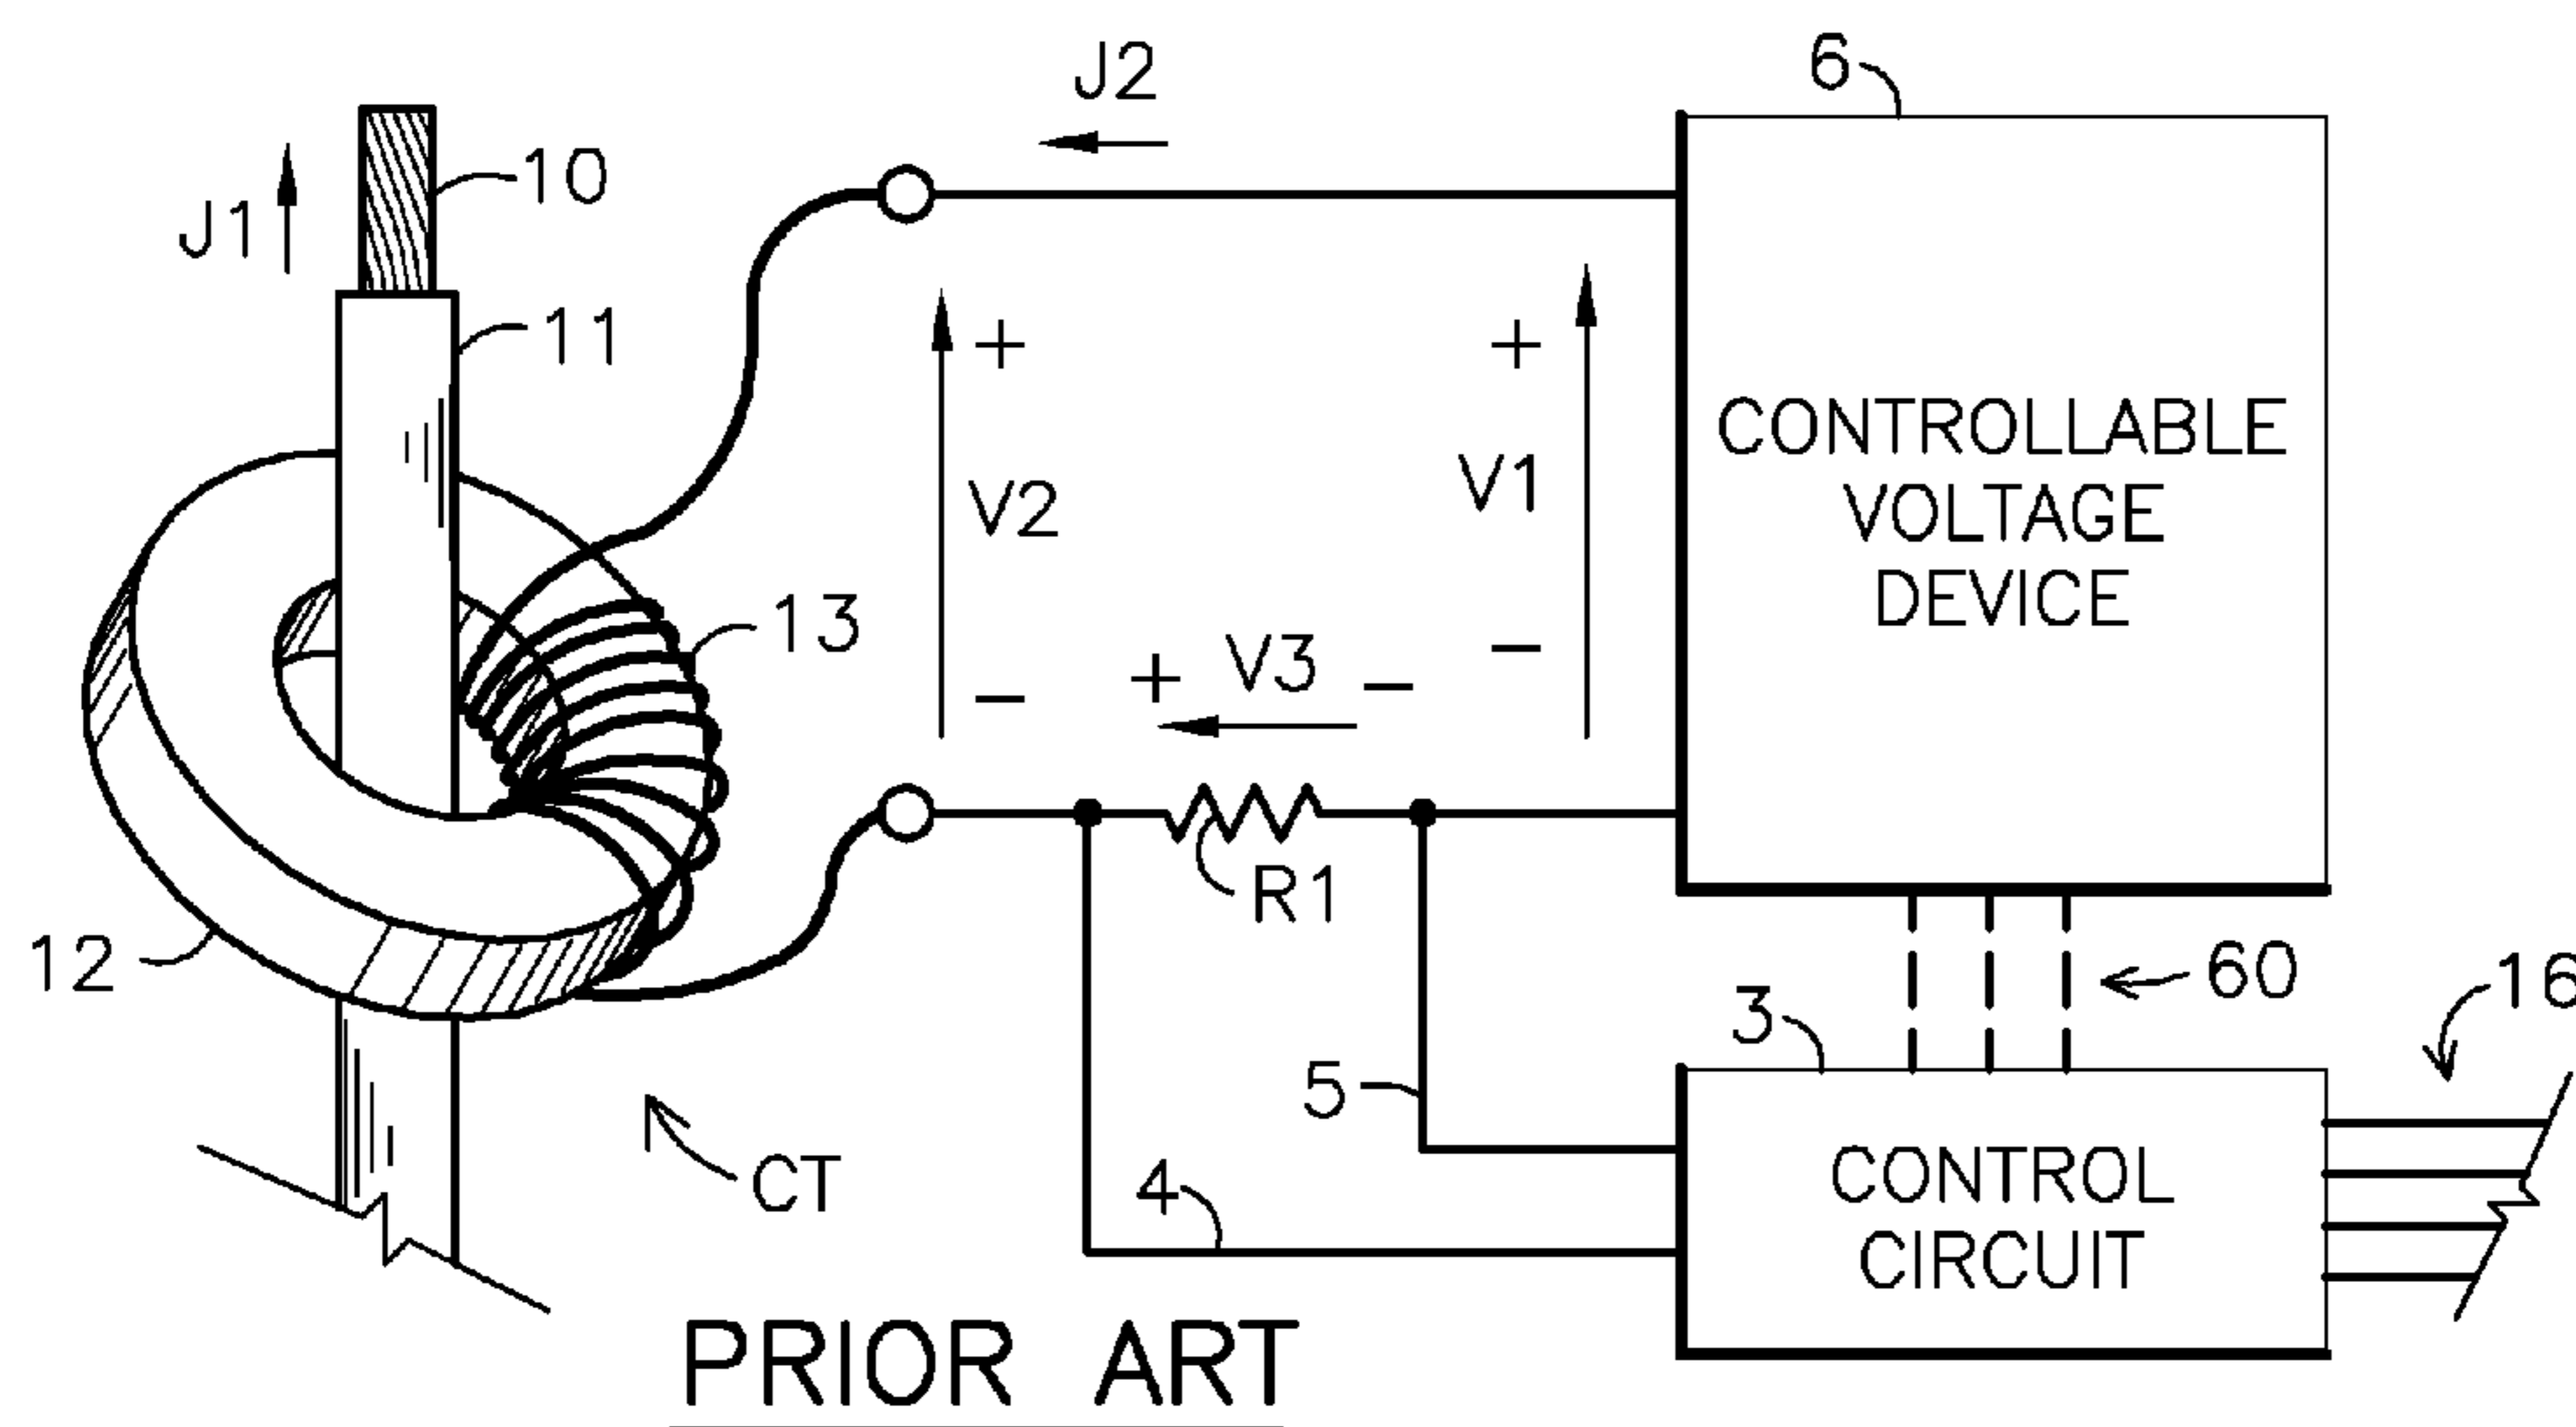 J2
6
10
J1
11
+
+
CONTROLLABLE
VOLTAGE
DEVICE
V2
V1
13
+ V3 −
−
−
R1
12
60
16
3
5
CONTROL
CIRCUIT
4
CT
PRIOR ART